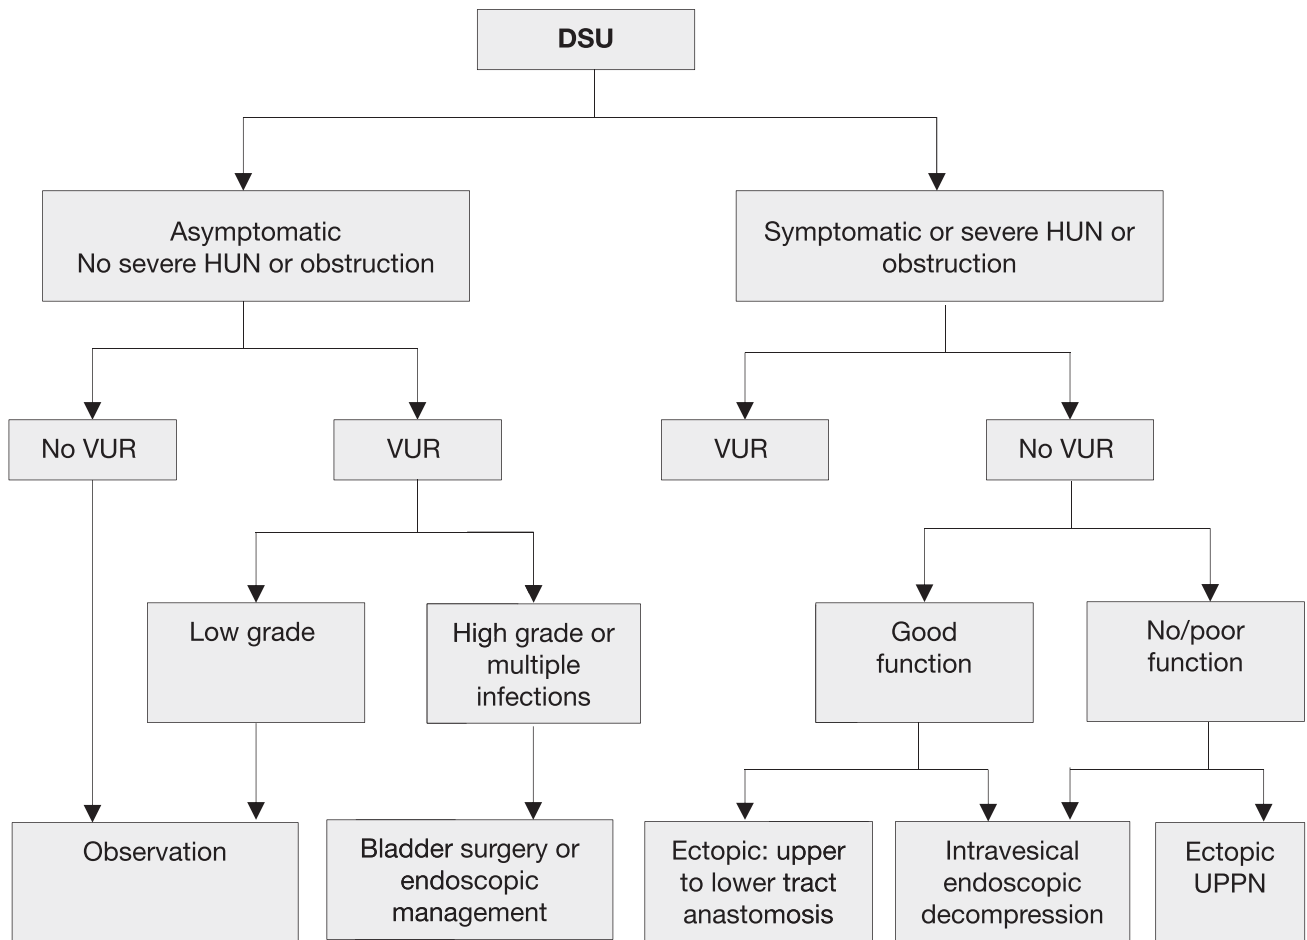 DSU
Asymptomatic
No severe HUN or obstruction
Symptomatic or severe HUN or
obstruction
No VUR
VUR
VUR
No VUR
Low grade
High grade or
multiple
infections
Good
function
No/poor
function
Observation
Bladder surgery or
endoscopic
management
Ectopic: upper
to lower tract
anastomosis
Intravesical
endoscopic
decompression
Ectopic
UPPN